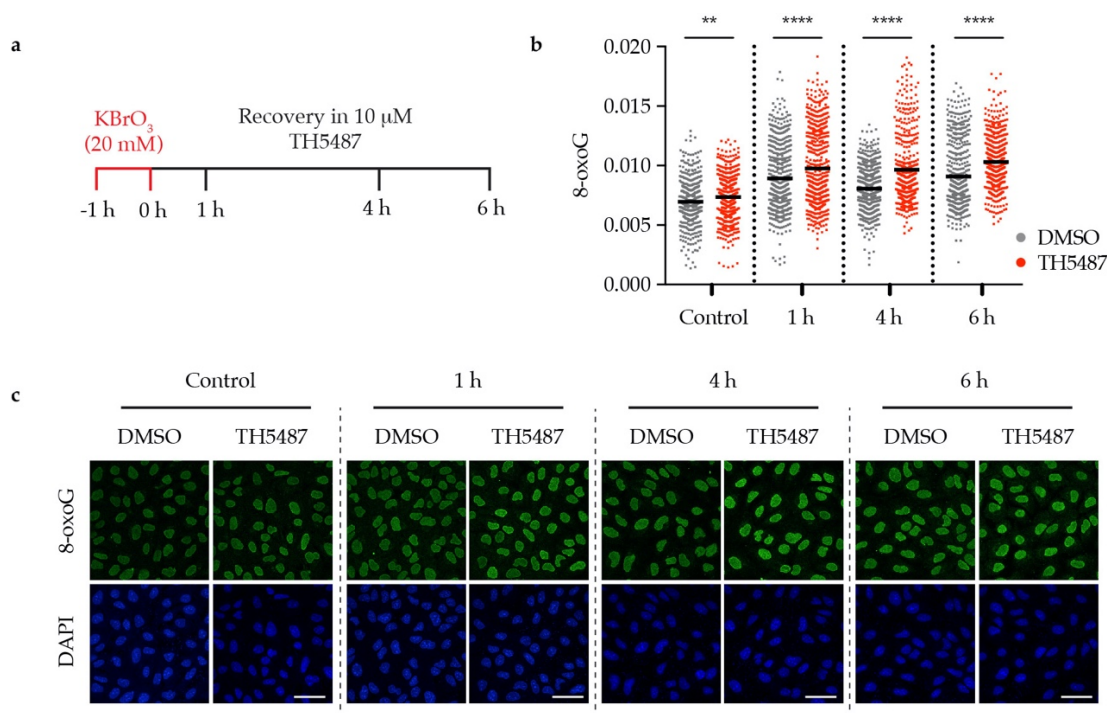 a
KBrO3
(20 mM)
Recovery in 10 μM
TH5487
-1 h 0 h 1 h 4 h 6 h
b
** **** **** ****
8-oxoG
0.020
0.015
0.010
0.005
0.000
DMSO
TH5487
Control 1 h 4 h 6 h
c
Control 1 h 4 h 6 h
DMSO TH5487 DMSO TH5487 DMSO TH5487 DMSO TH5487
8-oxoG
DAPI